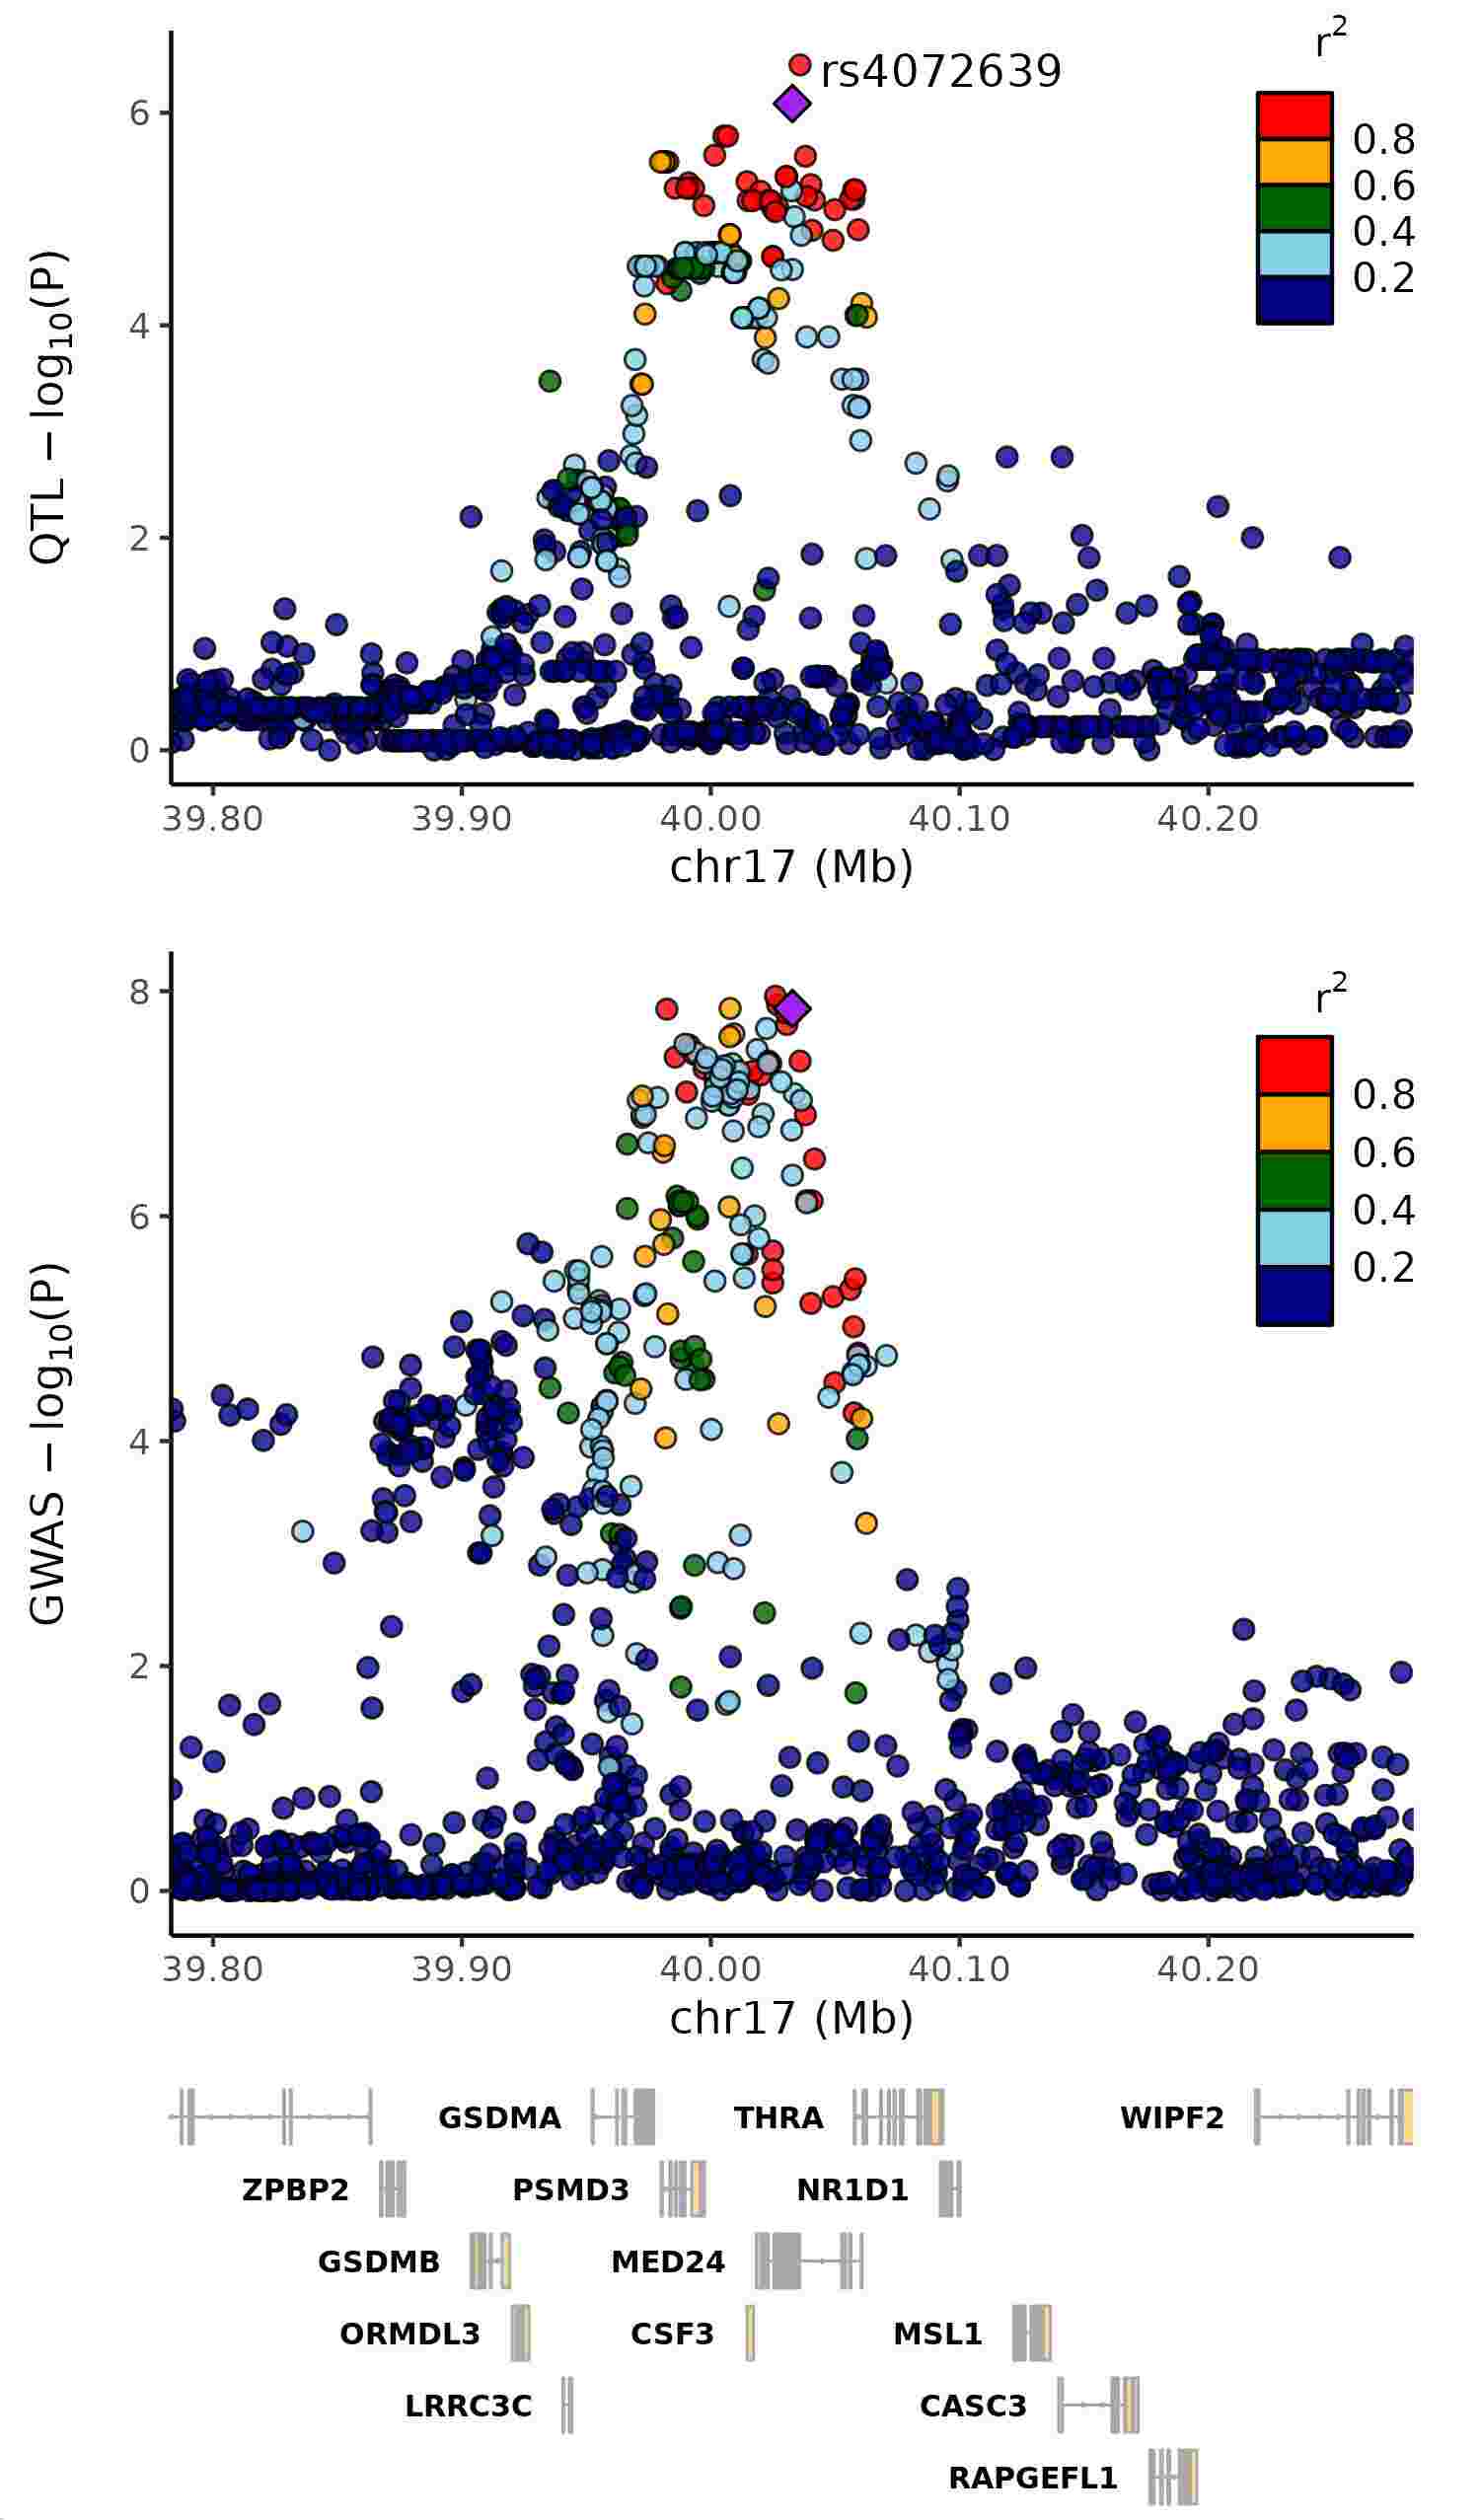 r²
rs4072639
6
4
2
0
0.8
0.6
0.4
0.2
QTL − log₁₀(P)
39.80 39.90 40.00 40.10 40.20
chr17 (Mb)
r²
8
6
4
2
0
0.8
0.6
0.4
0.2
GWAS − log₁₀(P)
39.80 39.90 40.00 40.10 40.20
chr17 (Mb)
GSDMA THRA WIPF2
ZPBP2 PSMD3 NR1D1
GSDMB MED24
ORMDL3 CSF3 MSL1
LRRC3C CASC3
RAPGEFL1